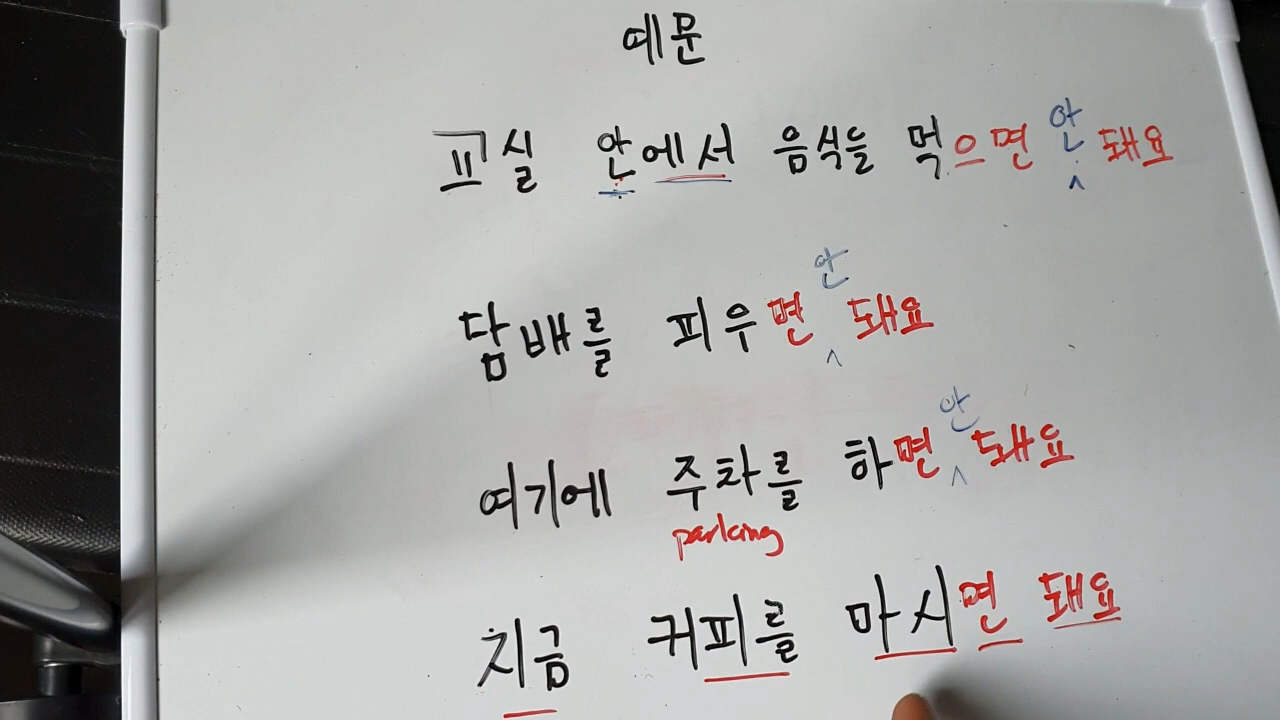 예문
교실 안에서 음식을 먹으면 안 돼요
담배를 피우면 안 돼요
여기에 주차를 하면 안 돼요
parking
지금 커피를 마시면 돼요